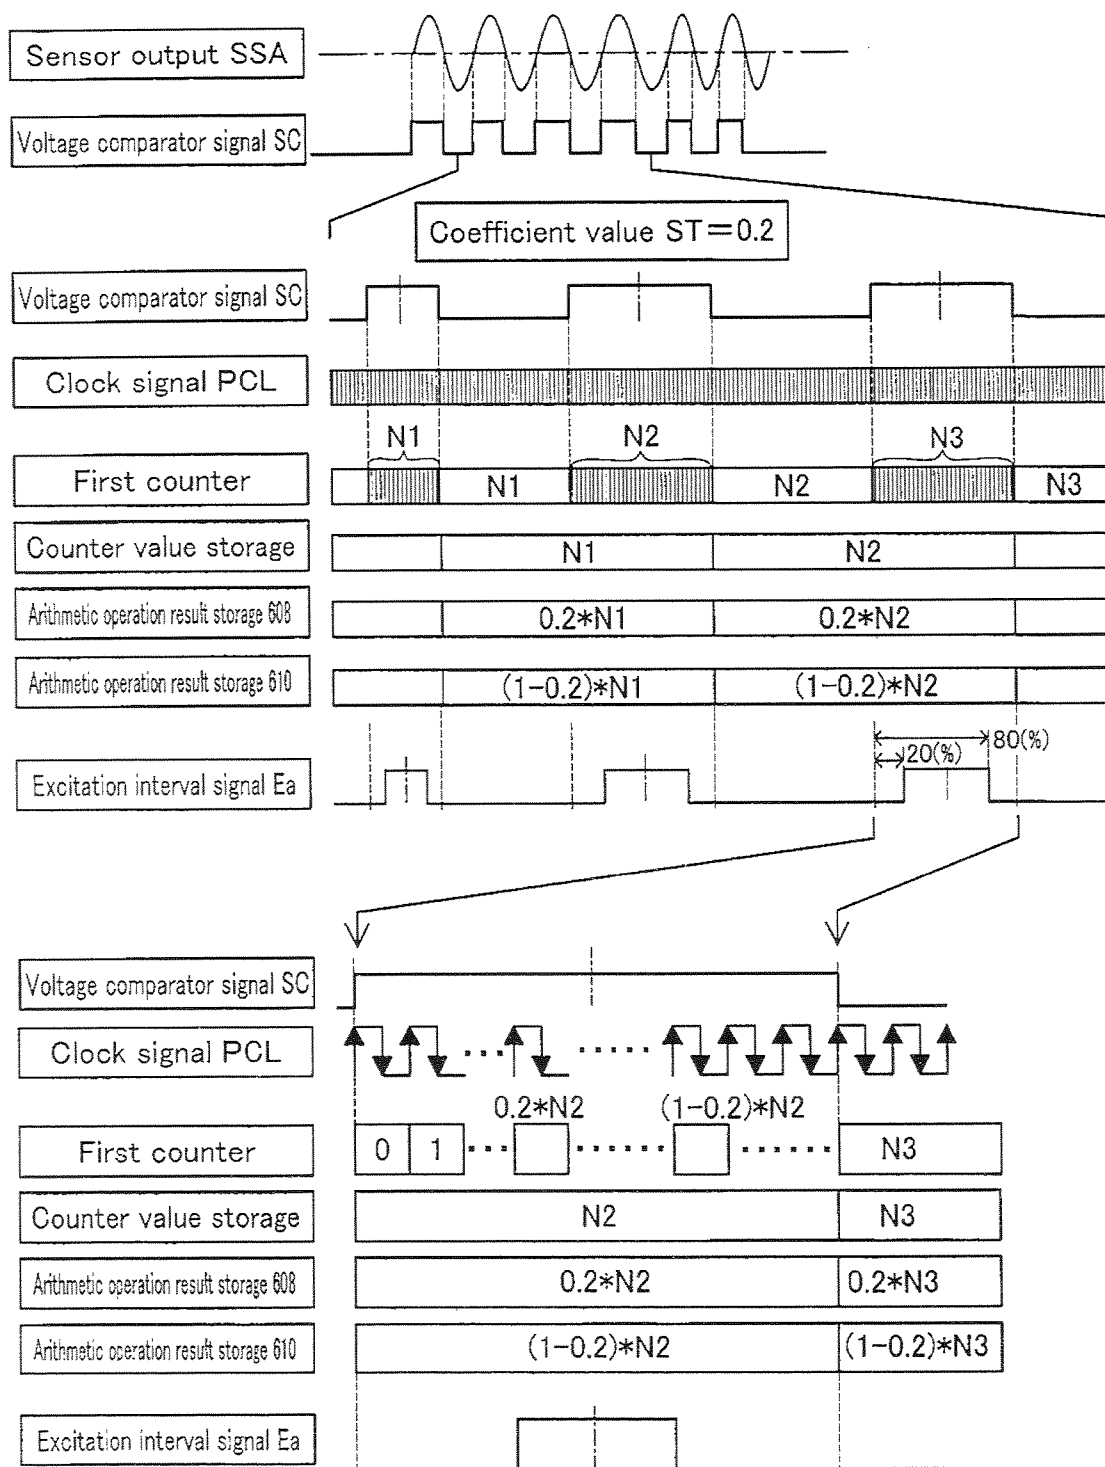 Sensor output SSA
Voltage comparator signal SC
Coefficient value ST=0.2
Voltage comparator signal SC
Clock signal PCL
N1 N2 N3
First counter N1 N2 N3
Counter value storage N1 N2
Arithmetic operation result storage 608 0.2*N1 0.2*N2
Arithmetic operation result storage 610 (1-0.2)*N1 (1-0.2)*N2
80(%)
20(%)
Excitation interval signal Ea
Voltage comparator signal SC
Clock signal PCL
0.2*N2 (1-0.2)*N2
First counter 0 1 N3
Counter value storage N2 N3
Arithmetic operation result storage 608 0.2*N2 0.2*N3
Arithmetic operation result storage 610 (1-0.2)*N2 (1-0.2)*N3
Excitation interval signal Ea